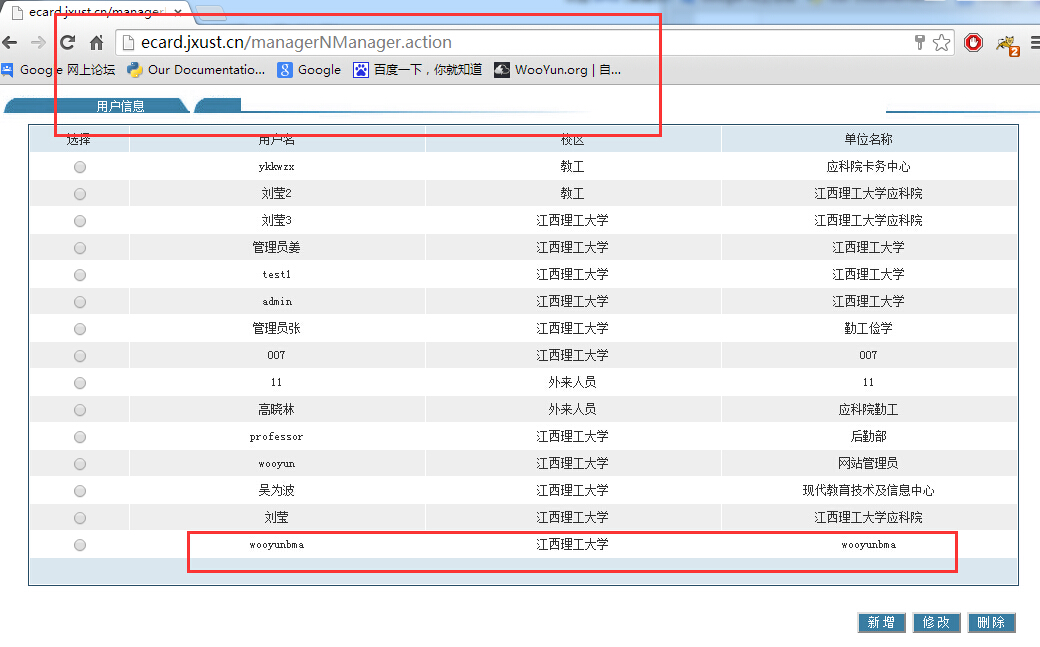 ecard.jxust.cn/manager
ecard.jxust.cn/managerNManager.action
2
Google 网上论坛 Our Documentatio... 8 Google 百度一下，你就知道 WooYun.org | 自...
用户信息
选择 用户名 校区 单位名称
ykkwzx 教工 应科院卡务中心
刘莹2 教工 江西理工大学应科院
刘莹3 江西理工大学 江西理工大学应科院
管理员姜 江西理工大学 江西理工大学
test1 江西理工大学 江西理工大学
admin 江西理工大学 江西理工大学
管理员张 江西理工大学 勤工俭学
007 江西理工大学 007
11 外来人员 11
高晓林 外来人员 应科院勤工
professor 江西理工大学 后勤部
wooyun 江西理工大学 网站管理员
吴为波 江西理工大学 现代教育技术及信息中心
刘莹 江西理工大学 江西理工大学应科院
wooyunbma 江西理工大学 wooyunbma
新增 修改 删除